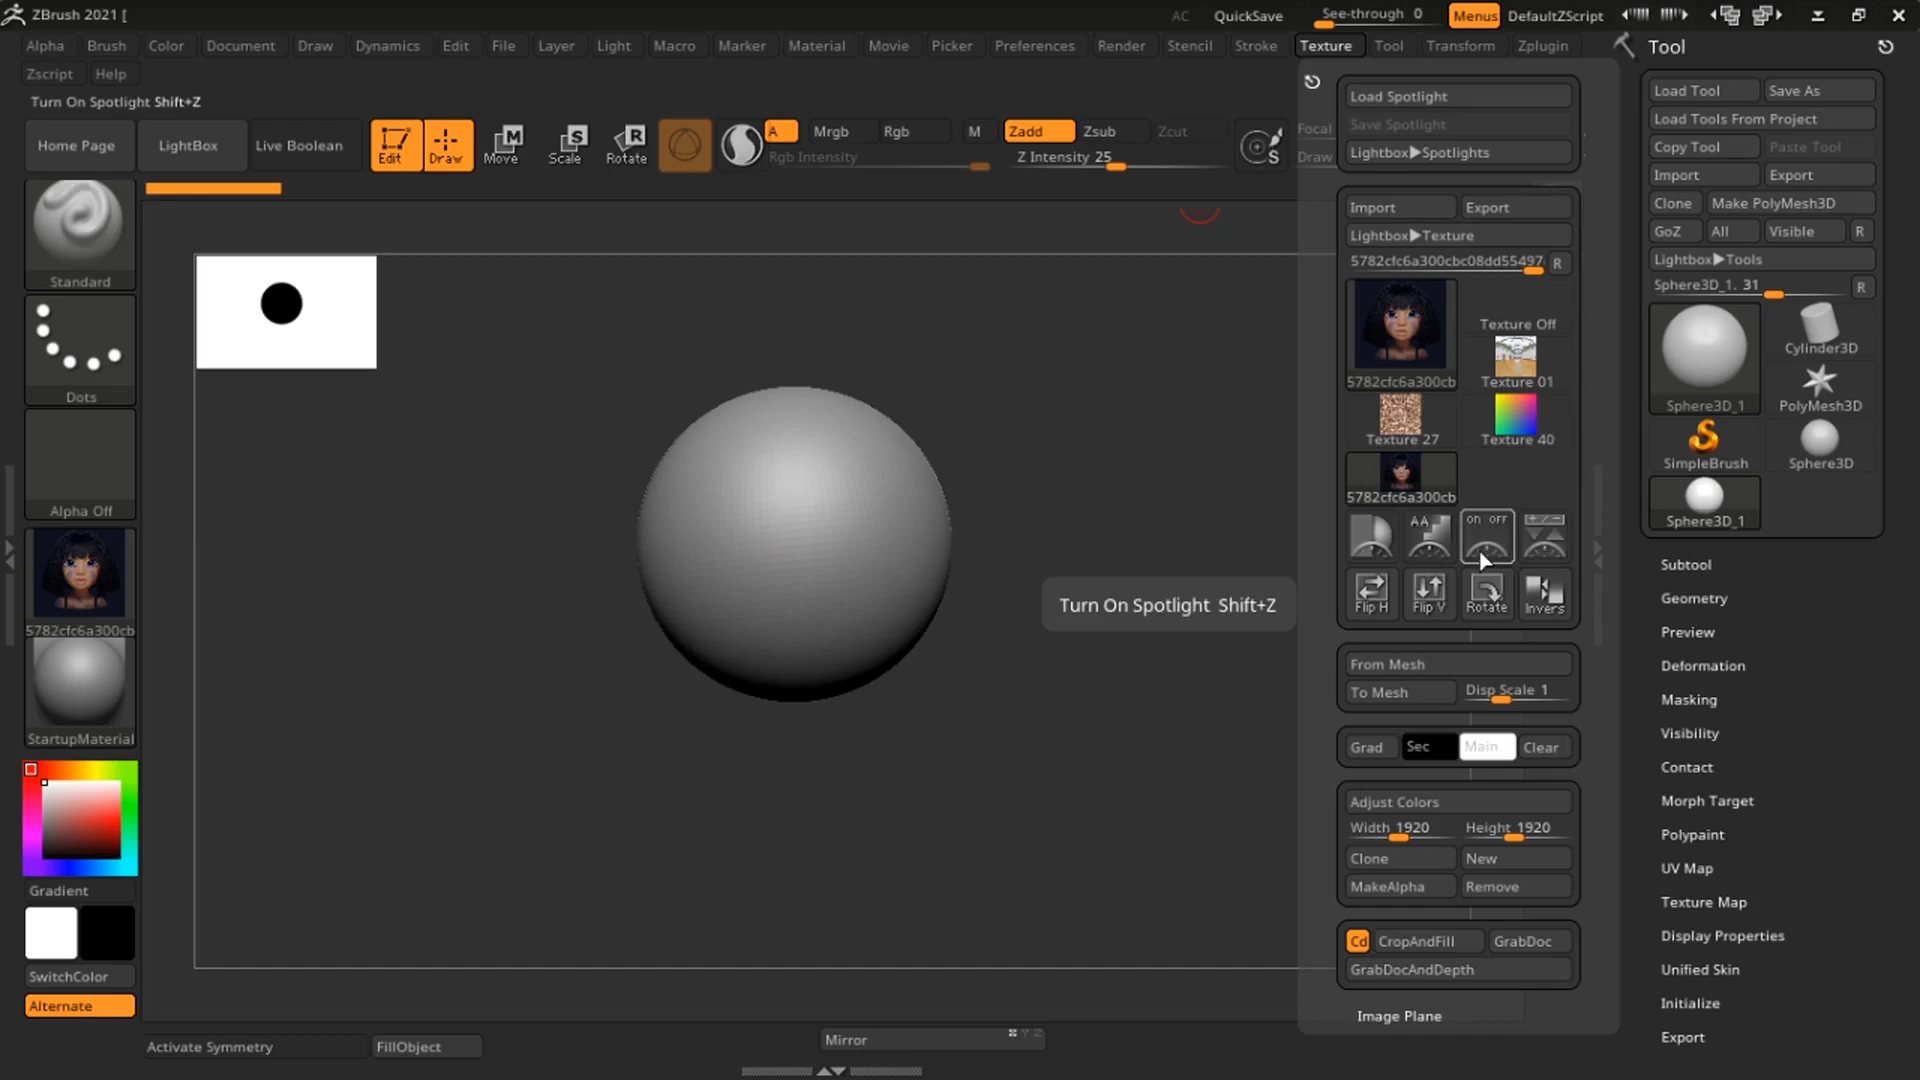 ZBrush 2021 [
AC QuickSave See-through 0 Menus DefaultZScript
Alpha Brush Color Document Draw Dynamics Edit File Layer Light Macro Marker Material Movie Picker Preferences Render Stencil Stroke Texture Tool Transform Zplugin
Zscript Help
Turn On Spotlight Shift+Z
Home Page LightBox Live Boolean Edit Draw Move Scale Rotate A Mrgb Rgb M Zadd Zsub Zcut Focal
Rgb Intensity Z Intensity 25 Draw
Standard
Dots
Alpha Off
5782cfc6a300cb
StartupMaterial
Gradient
SwitchColor
Alternate
Activate Symmetry FillObject Mirror
Turn On Spotlight Shift+Z
Load Spotlight
Save Spotlight
Lightbox▶Spotlights
Import Export
Lightbox▶Texture
5782cfc6a300cbc08dd55497 R
Texture Off
5782cfc6a300cb Texture 01
Texture 27 Texture 40
5782cfc6a300cb
AA on off
Flip H Flip V Rotate Invers
From Mesh
To Mesh Disp Scale 1
Grad Sec Main Clear
Adjust Colors
Width 1920 Height 1920
Clone New
MakeAlpha Remove
Cd CropAndFill GrabDoc
GrabDocAndDepth
Image Plane
Tool
Load Tool Save As
Load Tools From Project
Copy Tool Paste Tool
Import Export
Clone Make PolyMesh3D
GoZ All Visible R
Lightbox▶Tools
Sphere3D_1. 31 R
Cylinder3D
Sphere3D_1 PolyMesh3D
SimpleBrush Sphere3D
Sphere3D_1
Subtool
Geometry
Preview
Deformation
Masking
Visibility
Contact
Morph Target
Polypaint
UV Map
Texture Map
Display Properties
Unified Skin
Initialize
Export